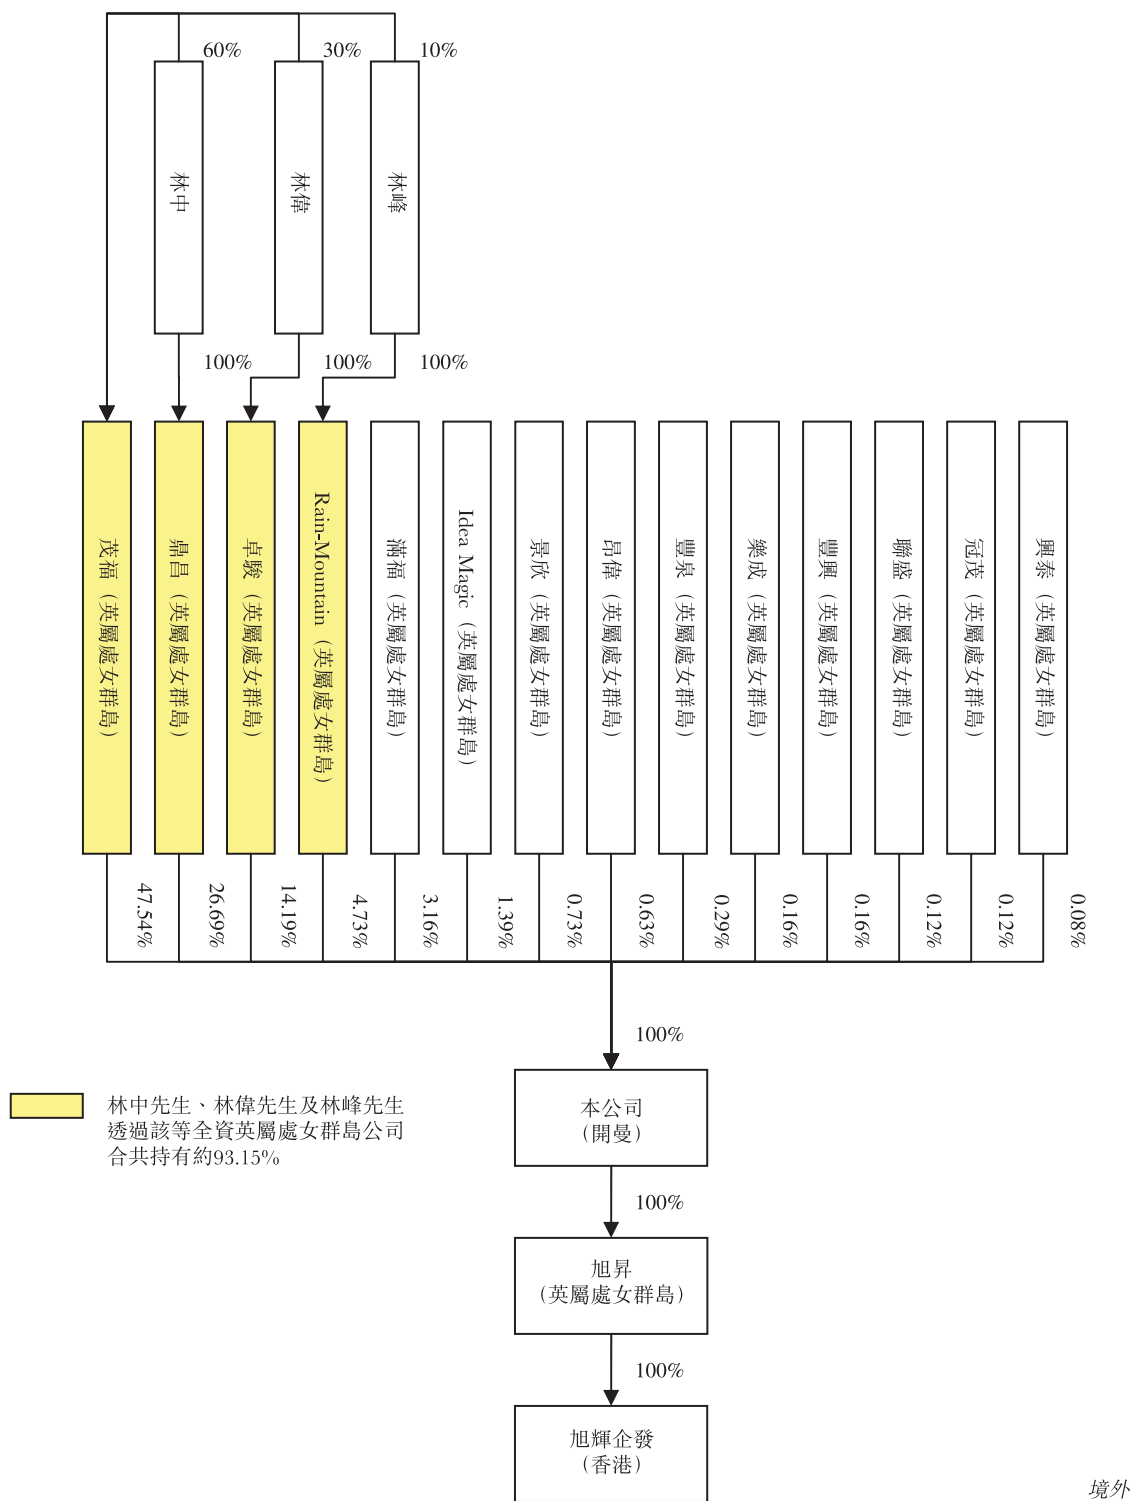 60%
30%
10%
林中
林偉
林峰
100%
100%
100%
茂福（英屬處女群島）
鼎昌（英屬處女群島）
卓駿（英屬處女群島）
Rain-Mountain（英屬處女群島）
滿福（英屬處女群島）
Idea Magic（英屬處女群島）
景欣（英屬處女群島）
昂偉（英屬處女群島）
豐泉（英屬處女群島）
樂成（英屬處女群島）
豐興（英屬處女群島）
聯盛（英屬處女群島）
冠茂（英屬處女群島）
興泰（英屬處女群島）
47.54%
26.69%
14.19%
4.73%
3.16%
1.39%
0.73%
0.63%
0.29%
0.16%
0.16%
0.12%
0.12%
0.08%
100%
本公司
（開曼）
林中先生、林偉先生及林峰先生
透過該等全資英屬處女群島公司
合共持有約93.15%
100%
旭昇
（英屬處女群島）
100%
旭輝企發
（香港）
境外